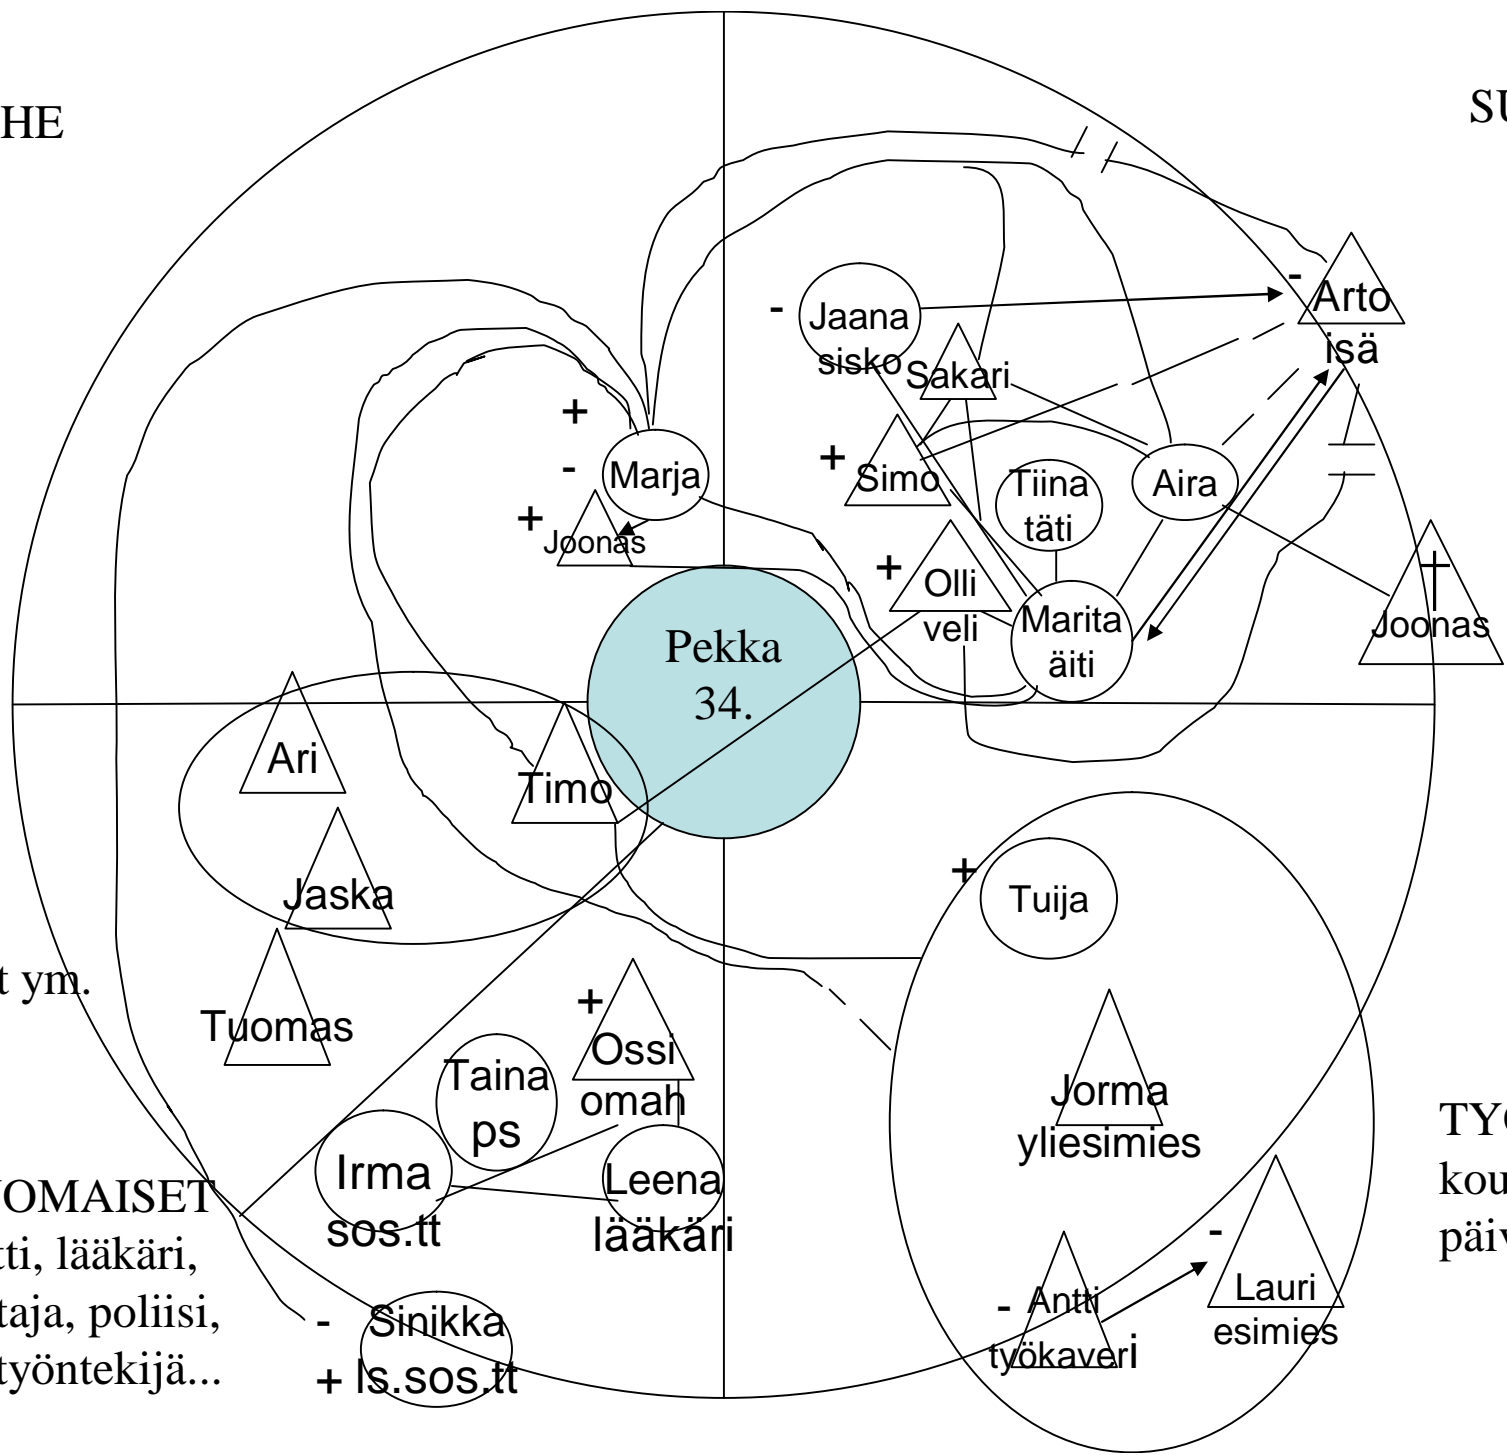 HE
SU
-
Arto
isä
-
Jaana
sisko
Sakari
+
-
Marja
+
Joonas
+
Simo
Tiina
täti
Aira
+
Olli
veli
Marita
äiti
Joonas
Pekka
34.
Ari
Timo
Jaska
+
Tuija
t ym.
Tuomas
+
Ossi
omah
Taina
ps
Irma
sos.tt
Leena
lääkäri
Jorma
yliesimies
TYÖ
kou
päiv
OMAISET
tti, lääkäri,
taja, poliisi,
työntekijä...
-
Sinikka
+ ls.sos.tt
-
Lauri
esimies
- Antti
työkaveri